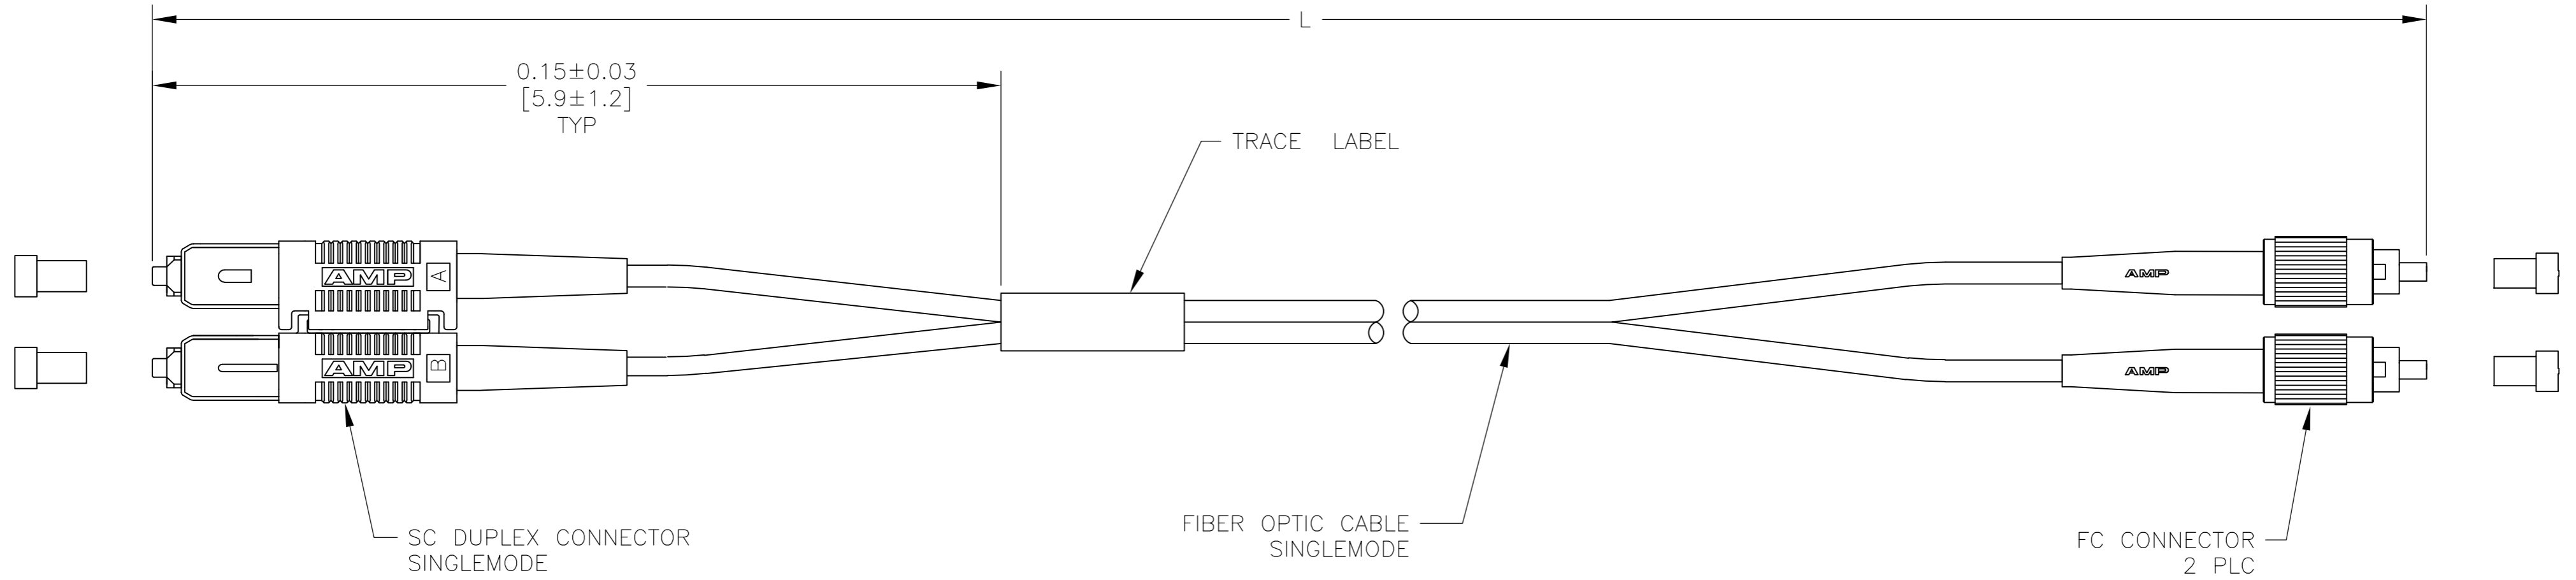 L
0.15±0.03
[5.9±1.2]
TYP
TRACE LABEL
AMP
A
AMP
B
AMP
AMP
SC DUPLEX CONNECTOR
SINGLEMODE
FIBER OPTIC CABLE
SINGLEMODE
FC CONNECTOR
2 PLC